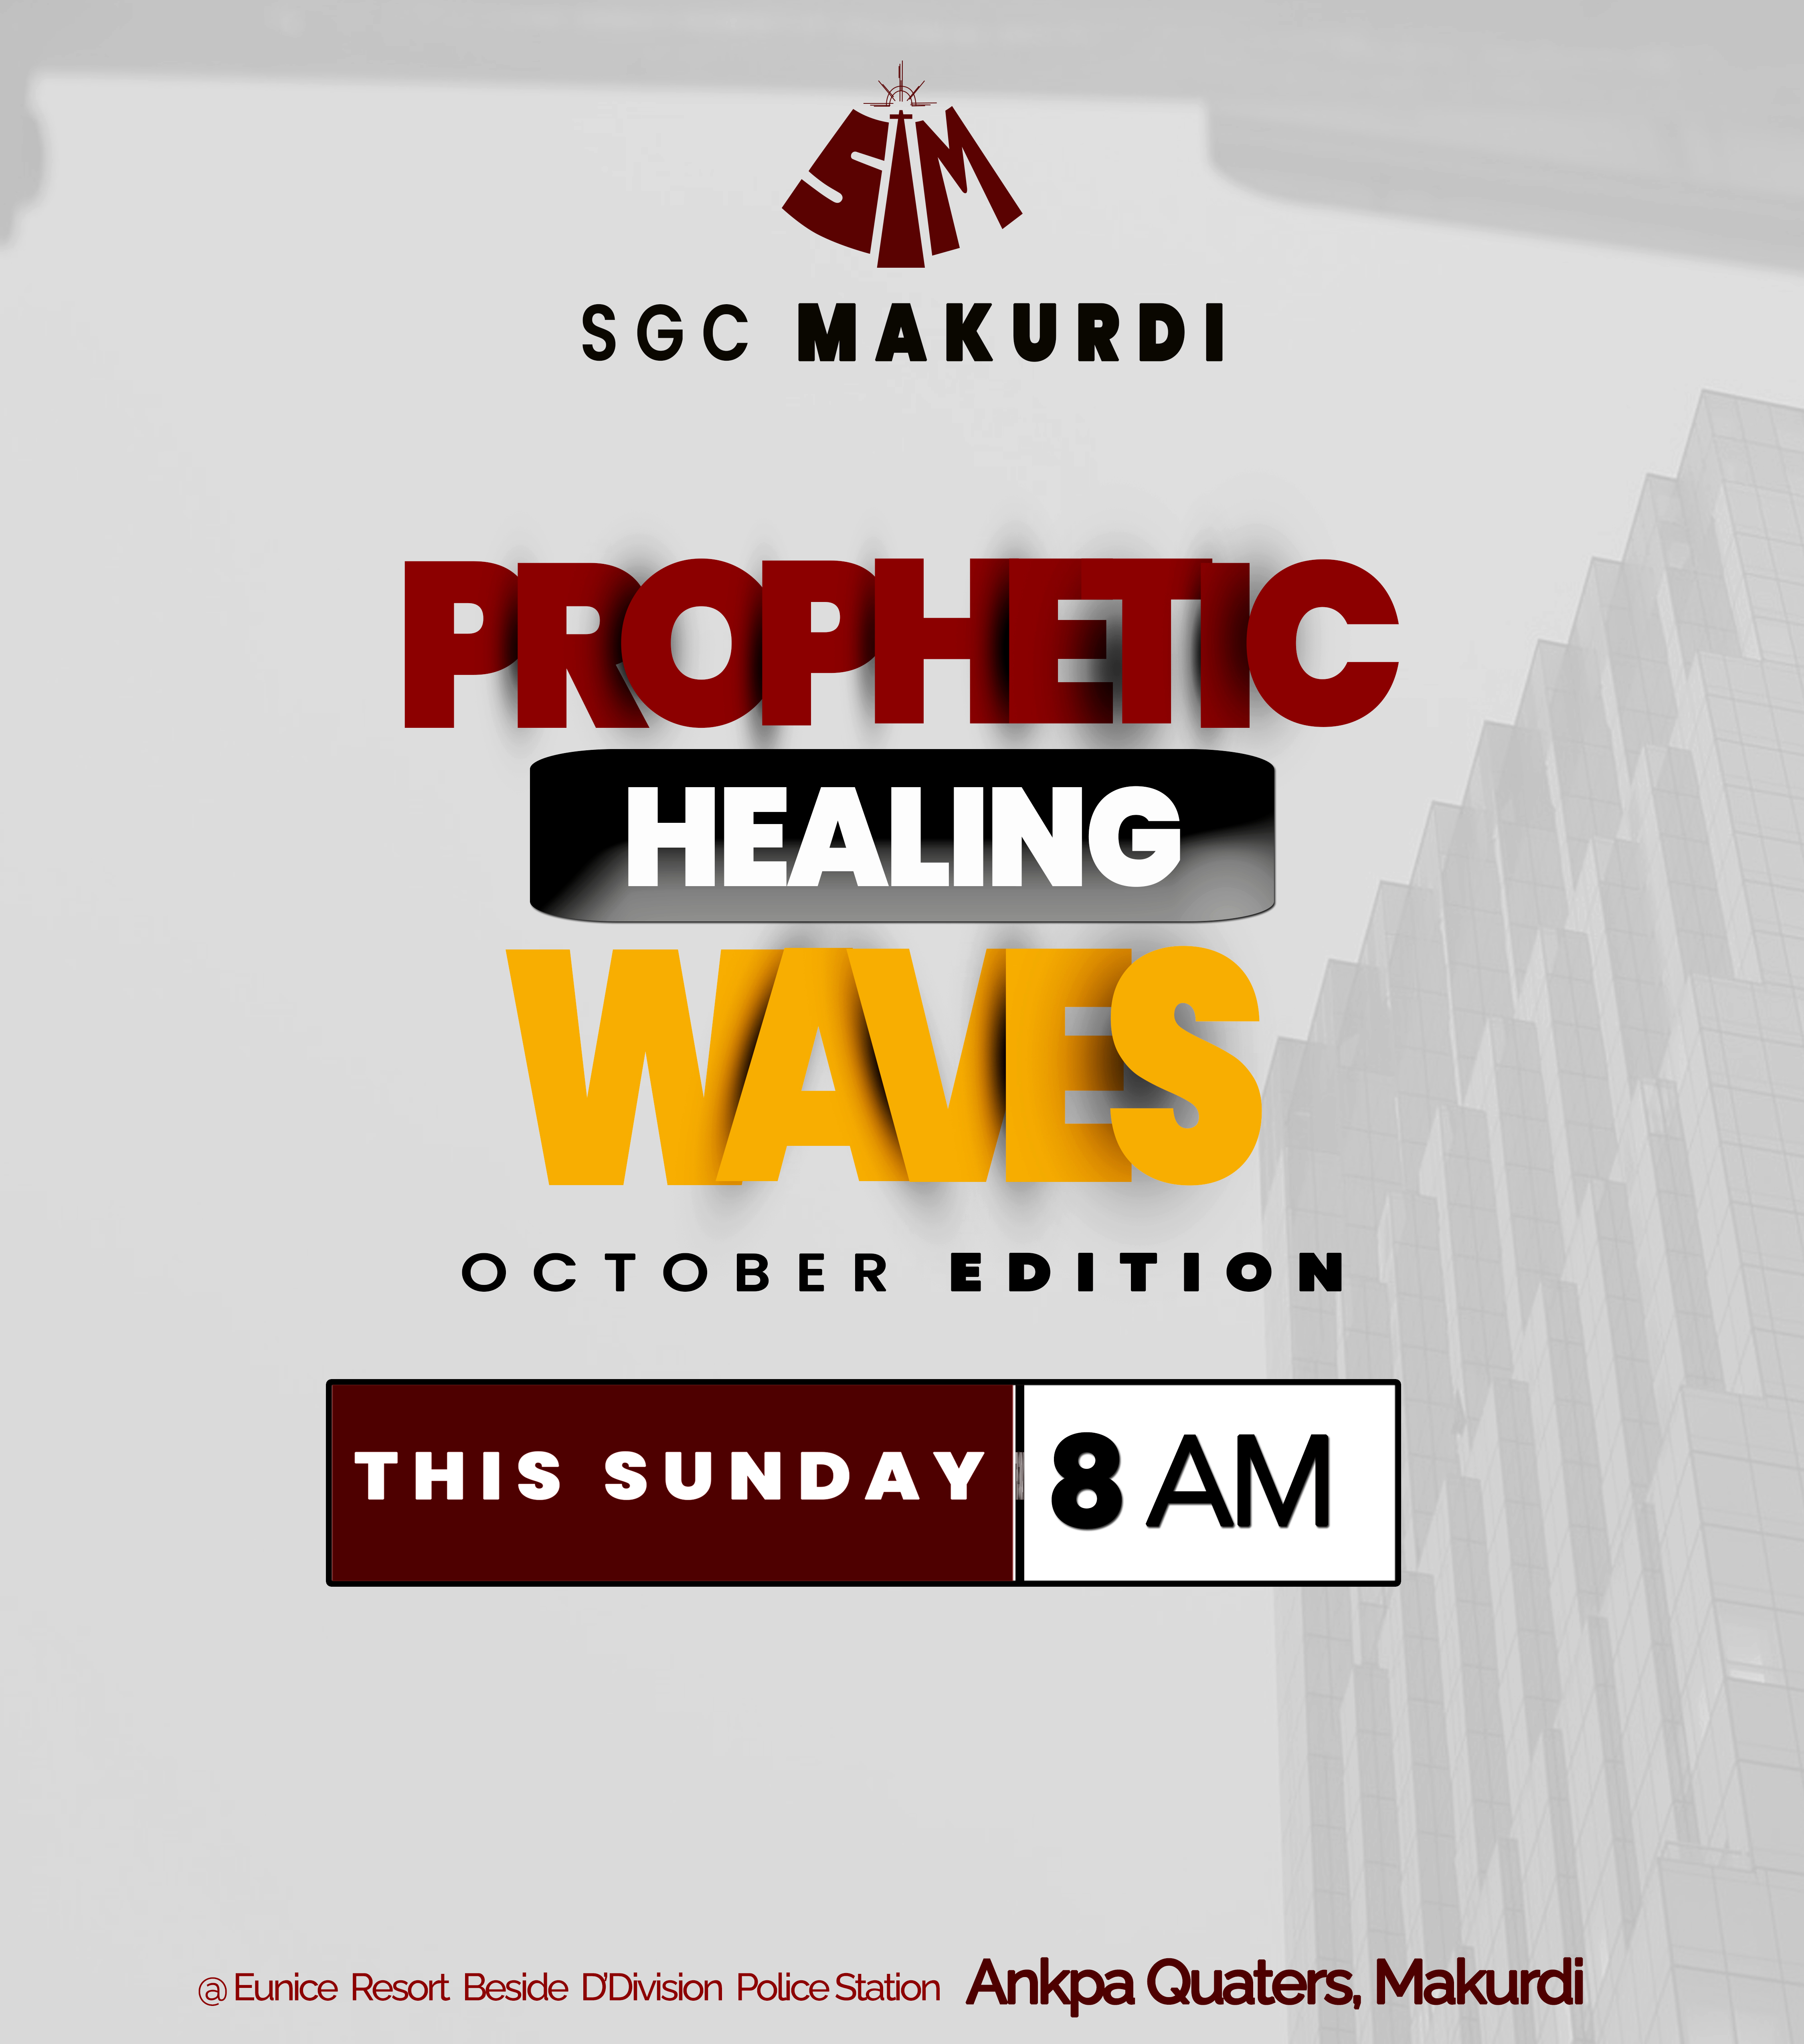 SIM
SGC MAKURDI
PROPHETIC
HEALING
WAVES
OCTOBER EDITION
THIS SUNDAY 8 AM
@ Eunice Resort Beside D'Division Police Station Ankpa Quaters, Makurdi